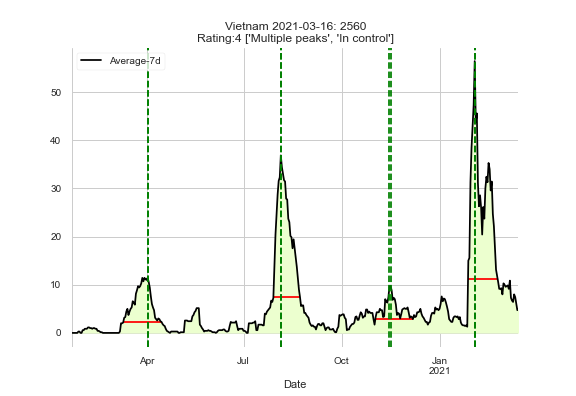 Vietnam 2021-03-16: 2560
Rating:4 ['Multiple peaks', 'In control']
Average-7d
50
40
30
20
10
0
Apr
Jul
Oct
Jan
2021
Date